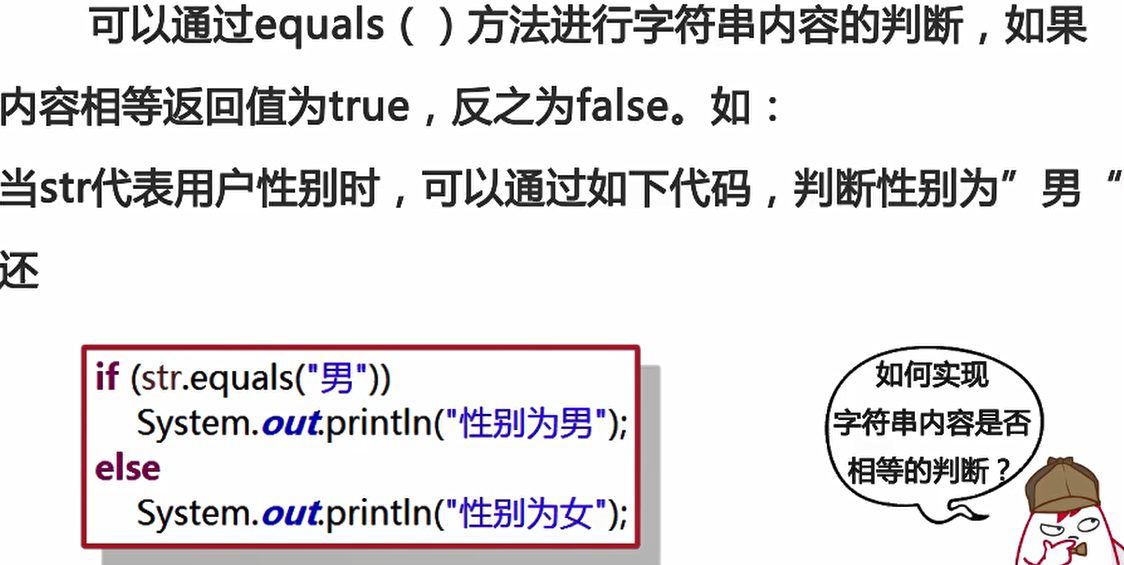 可以通过equals（ ）方法进行字符串内容的判断，如果
内容相等返回值为true，反之为false。如：
当str代表用户性别时，可以通过如下代码，判断性别为”男“
还
if (str.equals("男"))
System.out.println("性别为男");
else
System.out.println("性别为女");
如何实现
字符串内容是否
相等的判断？